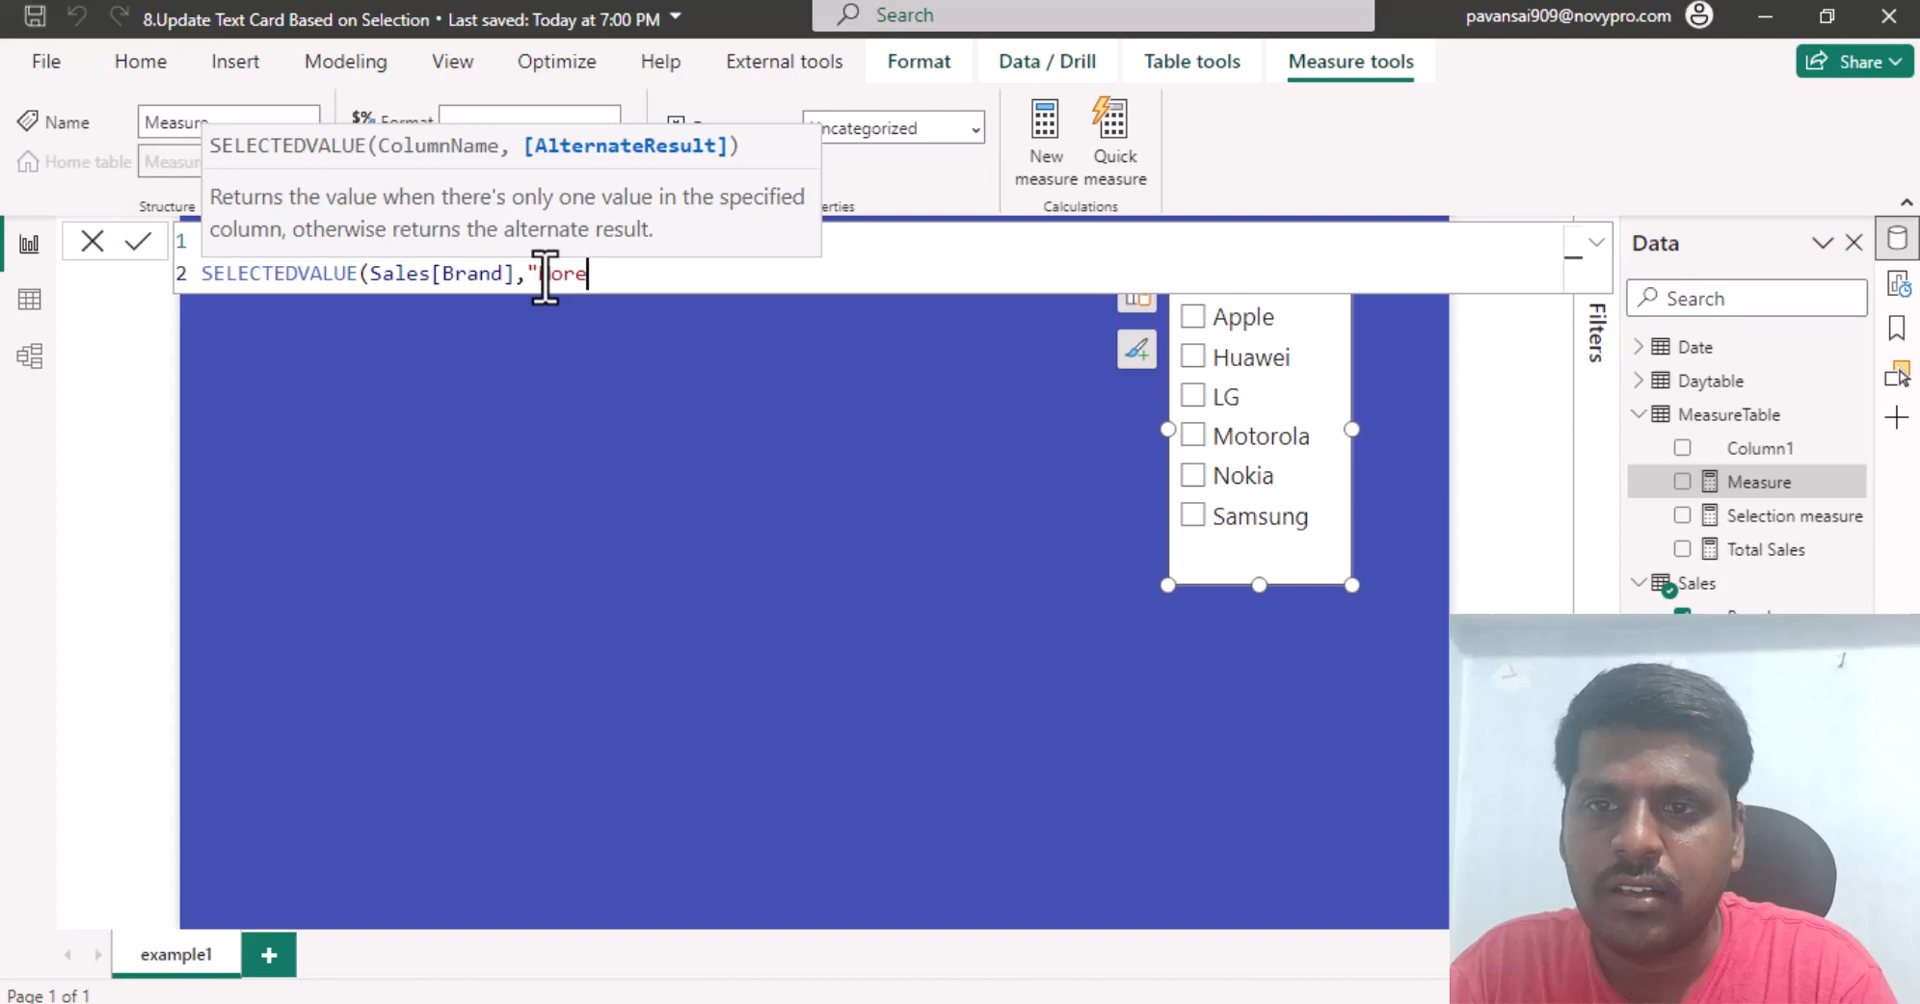 8.Update Text Card Based on Selection • Last saved: Today at 7:00 PM
Search
pavansai909@novypro.com
File
Home
Insert
Modeling
View
Optimize
Help
External tools
Format
Data / Drill
Table tools
Measure tools
Share
Name
Measure
$% Format
Uncategorized
Home table
Measure
Structure
New measure
Quick measure
Calculations
SELECTEDVALUE(ColumnName, [AlternateResult])
Returns the value when there's only one value in the specified
column, otherwise returns the alternate result.
1
2 SELECTEDVALUE(Sales[Brand],"More
Apple
Huawei
LG
Motorola
Nokia
Samsung
Filters
Data
Search
Date
Daytable
MeasureTable
Column1
Measure
Selection measure
Total Sales
Sales
example1
Page 1 of 1